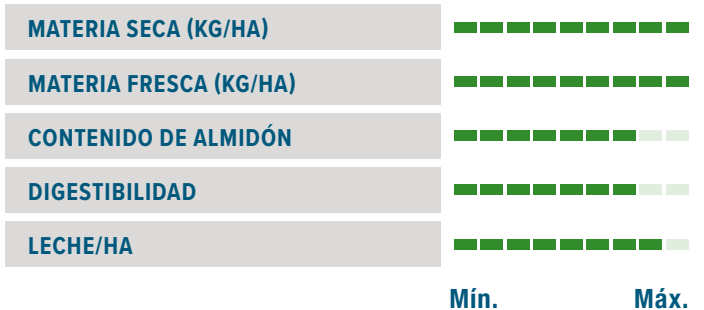 MATERIA SECA (KG/HA)
MATERIA FRESCA (KG/HA)
CONTENIDO DE ALMIDÓN
DIGESTIBILIDAD
LECHE/HA
Mín. Máx.